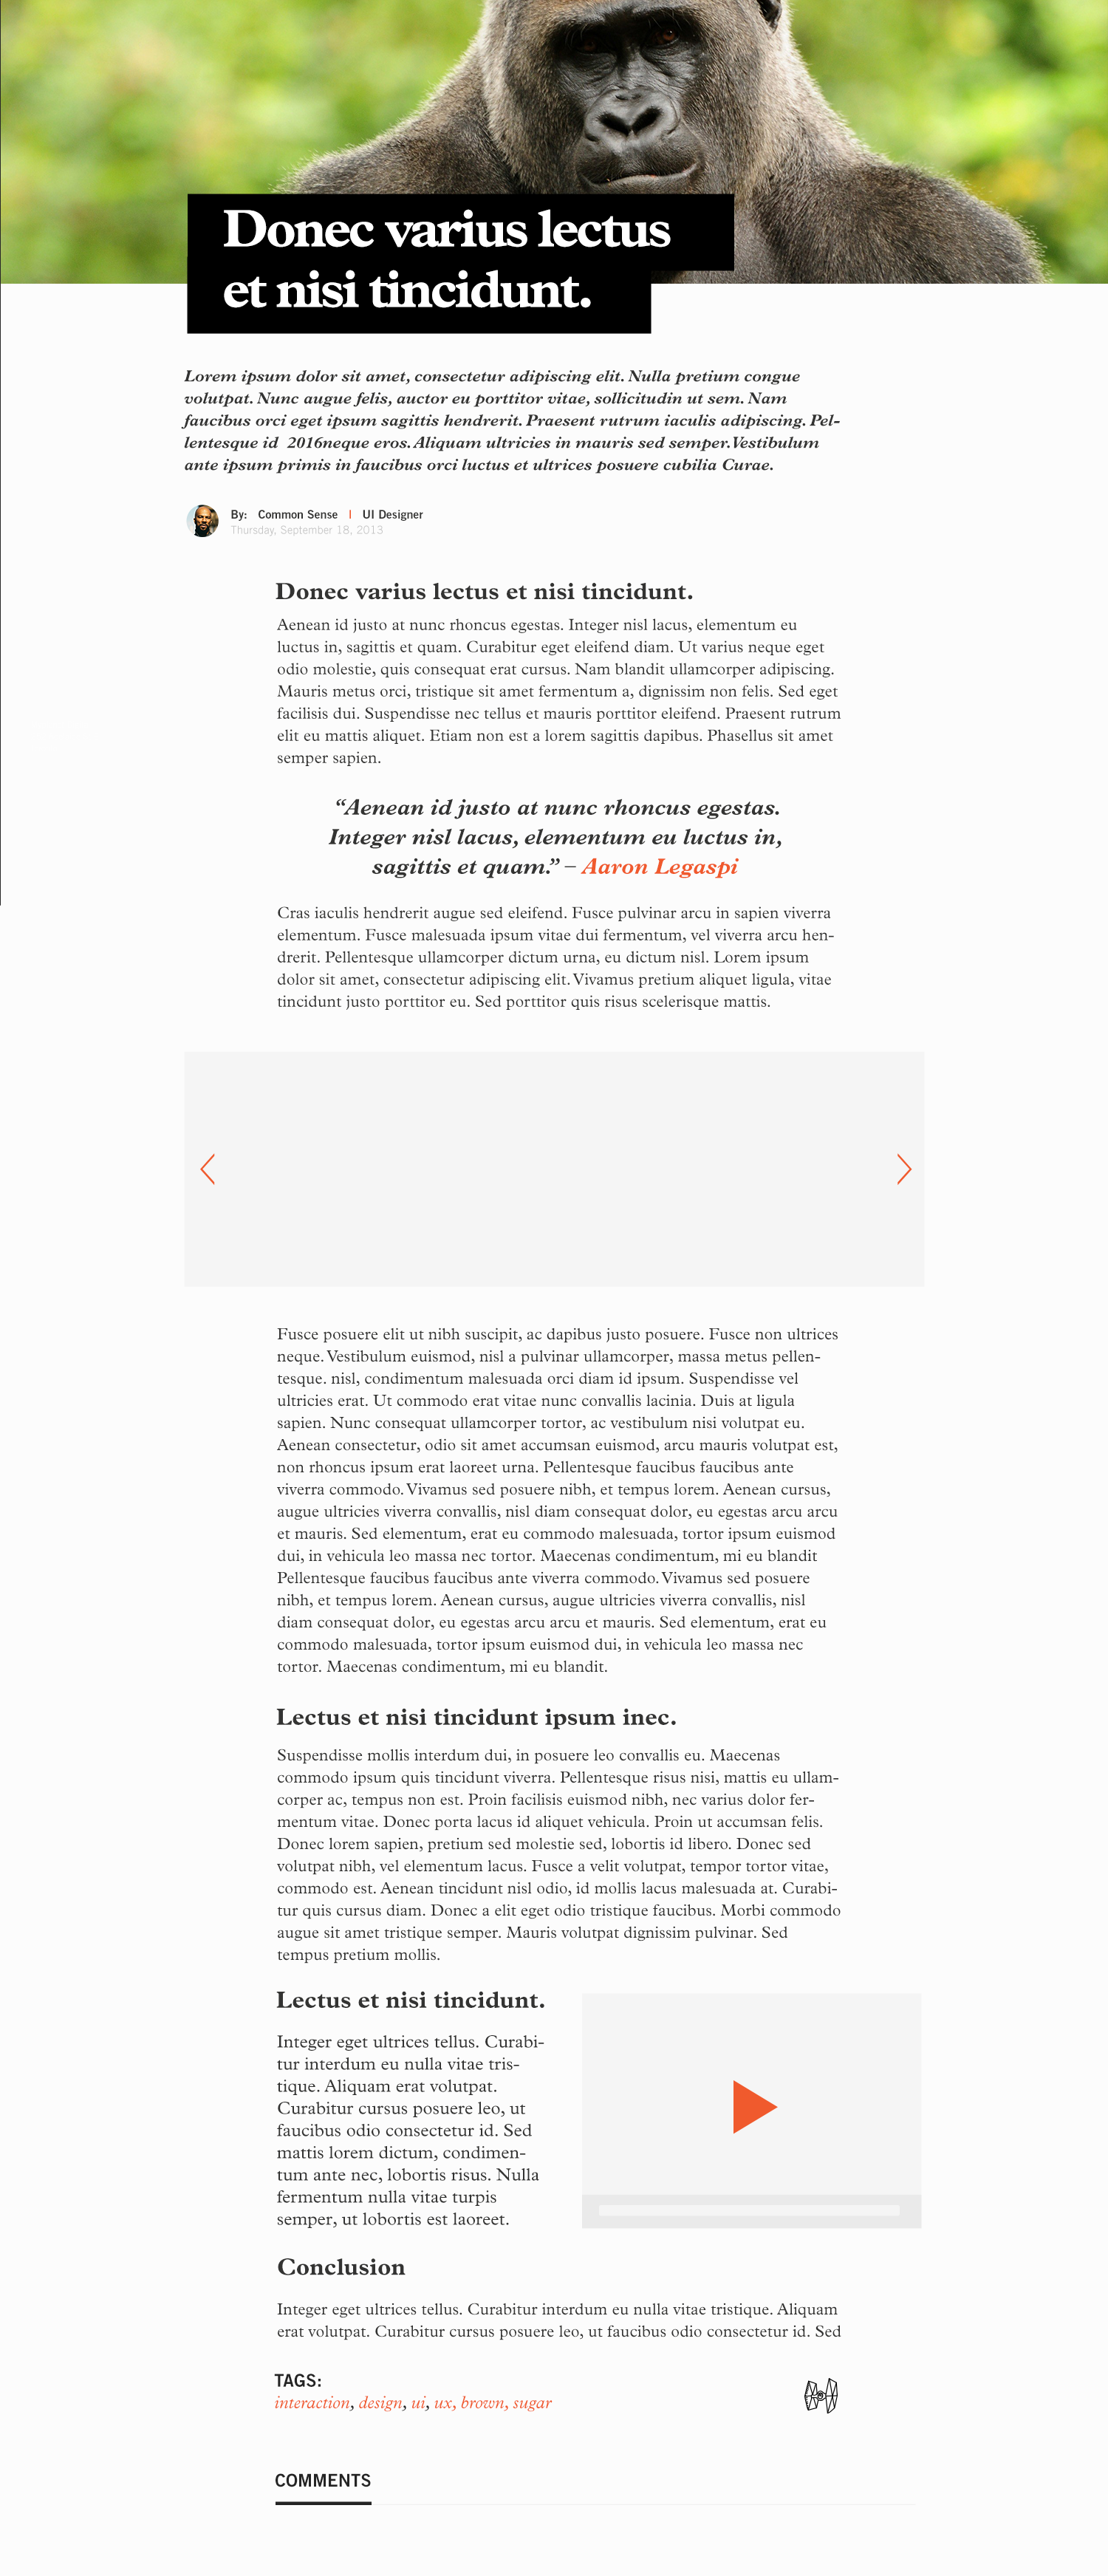 Donec varius lectus
et nisi tincidunt.
Lorem ipsum dolor sit amet, consectetur adipiscing elit. Nulla pretium congue
volutpat. Nunc augue felis, auctor eu porttitor vitae, sollicitudin ut sem. Nam
faucibus orci eget ipsum sagittis hendrerit. Praesent rutrum iaculis adipiscing. Pel-
lentesque id 2016neque eros. Aliquam ultricies in mauris sed semper. Vestibulum
ante ipsum primis in faucibus orci luctus et ultrices posuere cubilia Curae.
By: Common Sense | UI Designer
Thursday, September 18, 2013
Donec varius lectus et nisi tincidunt.
Aenean id justo at nunc rhoncus egestas. Integer nisl lacus, elementum eu
luctus in, sagittis et quam. Curabitur eget eleifend diam. Ut varius neque eget
odio molestie, quis consequat erat cursus. Nam blandit ullamcorper adipiscing.
Mauris metus orci, tristique sit amet fermentum a, dignissim non felis. Sed eget
facilisis dui. Suspendisse nec tellus et mauris porttitor eleifend. Praesent rutrum
elit eu mattis aliquet. Etiam non est a lorem sagittis dapibus. Phasellus sit amet
semper sapien.
“Aenean id justo at nunc rhoncus egestas.
Integer nisl lacus, elementum eu luctus in,
sagittis et quam.” – Aaron Legaspi
Cras iaculis hendrerit augue sed eleifend. Fusce pulvinar arcu in sapien viverra
elementum. Fusce malesuada ipsum vitae dui fermentum, vel viverra arcu hen-
drerit. Pellentesque ullamcorper dictum urna, eu dictum nisl. Lorem ipsum
dolor sit amet, consectetur adipiscing elit. Vivamus pretium aliquet ligula, vitae
tincidunt justo porttitor eu. Sed porttitor quis risus scelerisque mattis.
Fusce posuere elit ut nibh suscipit, ac dapibus justo posuere. Fusce non ultrices
neque. Vestibulum euismod, nisl a pulvinar ullamcorper, massa metus pellen-
tesque. nisl, condimentum malesuada orci diam id ipsum. Suspendisse vel
ultricies erat. Ut commodo erat vitae nunc convallis lacinia. Duis at ligula
sapien. Nunc consequat ullamcorper tortor, ac vestibulum nisi volutpat eu.
Aenean consectetur, odio sit amet accumsan euismod, arcu mauris volutpat est,
non rhoncus ipsum erat laoreet urna. Pellentesque faucibus faucibus ante
viverra commodo. Vivamus sed posuere nibh, et tempus lorem. Aenean cursus,
augue ultricies viverra convallis, nisl diam consequat dolor, eu egestas arcu arcu
et mauris. Sed elementum, erat eu commodo malesuada, tortor ipsum euismod
dui, in vehicula leo massa nec tortor. Maecenas condimentum, mi eu blandit
Pellentesque faucibus faucibus ante viverra commodo. Vivamus sed posuere
nibh, et tempus lorem. Aenean cursus, augue ultricies viverra convallis, nisl
diam consequat dolor, eu egestas arcu arcu et mauris. Sed elementum, erat eu
commodo malesuada, tortor ipsum euismod dui, in vehicula leo massa nec
tortor. Maecenas condimentum, mi eu blandit.
Lectus et nisi tincidunt ipsum inec.
Suspendisse mollis interdum dui, in posuere leo convallis eu. Maecenas
commodo ipsum quis tincidunt viverra. Pellentesque risus nisi, mattis eu ullam-
corper ac, tempus non est. Proin facilisis euismod nibh, nec varius dolor fer-
mentum vitae. Donec porta lacus id aliquet vehicula. Proin ut accumsan felis.
Donec lorem sapien, pretium sed molestie sed, lobortis id libero. Donec sed
volutpat nibh, vel elementum lacus. Fusce a velit volutpat, tempor tortor vitae,
commodo est. Aenean tincidunt nisl odio, id mollis lacus malesuada at. Curabi-
tur quis cursus diam. Donec a elit eget odio tristique faucibus. Morbi commodo
augue sit amet tristique semper. Mauris volutpat dignissim pulvinar. Sed
tempus pretium mollis.
Lectus et nisi tincidunt.
Integer eget ultrices tellus. Curabi-
tur interdum eu nulla vitae tris-
tique. Aliquam erat volutpat.
Curabitur cursus posuere leo, ut
faucibus odio consectetur id. Sed
mattis lorem dictum, condimen-
tum ante nec, lobortis risus. Nulla
fermentum nulla vitae turpis
semper, ut lobortis est laoreet.
Conclusion
Integer eget ultrices tellus. Curabitur interdum eu nulla vitae tristique. Aliquam
erat volutpat. Curabitur cursus posuere leo, ut faucibus odio consectetur id. Sed
TAGS:
interaction, design, ui, ux, brown, sugar
COMMENTS